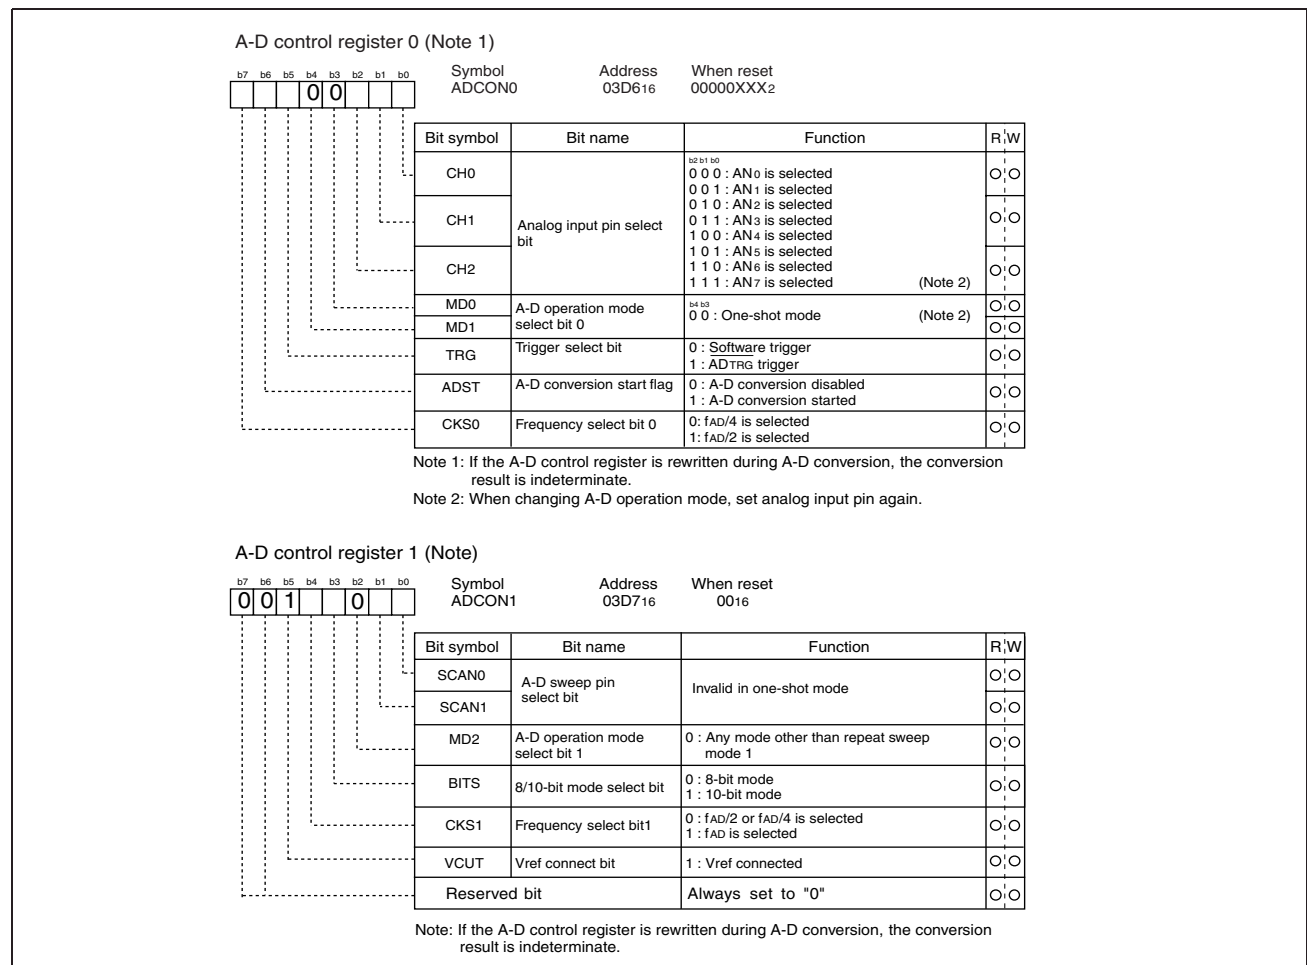 A-D control register 0 (Note 1)
b7 b6 b5 b4 b3 b2 b1 b0
0 0
Symbol Address When reset
ADCON0 03D616 00000XXX2
Bit symbol Bit name Function R W
CH0
CH1
CH2
Analog input pin select
bit
b2 b1 b0
0 0 0 : AN0 is selected
0 0 1 : AN1 is selected
0 1 0 : AN2 is selected
0 1 1 : AN3 is selected
1 0 0 : AN4 is selected
1 0 1 : AN5 is selected
1 1 0 : AN6 is selected
1 1 1 : AN7 is selected (Note 2)
MD0
MD1
A-D operation mode
select bit 0
b4 b3
0 0 : One-shot mode (Note 2)
TRG
Trigger select bit
0 : Software trigger
1 : ADTRG trigger
ADST
A-D conversion start flag
0 : A-D conversion disabled
1 : A-D conversion started
CKS0
Frequency select bit 0
0: fAD/4 is selected
1: fAD/2 is selected
Note 1: If the A-D control register is rewritten during A-D conversion, the conversion
result is indeterminate.
Note 2: When changing A-D operation mode, set analog input pin again.
A-D control register 1 (Note)
b7 b6 b5 b4 b3 b2 b1 b0
0 0 1 0
Symbol Address When reset
ADCON1 03D716 0016
Bit symbol Bit name Function R W
SCAN0
SCAN1
A-D sweep pin
select bit
Invalid in one-shot mode
MD2
A-D operation mode
select bit 1
0 : Any mode other than repeat sweep
mode 1
BITS
8/10-bit mode select bit
0 : 8-bit mode
1 : 10-bit mode
CKS1
Frequency select bit1
0 : fAD/2 or fAD/4 is selected
1 : fAD is selected
VCUT
Vref connect bit
1 : Vref connected
Reserved bit
Always set to "0"
Note: If the A-D control register is rewritten during A-D conversion, the conversion
result is indeterminate.